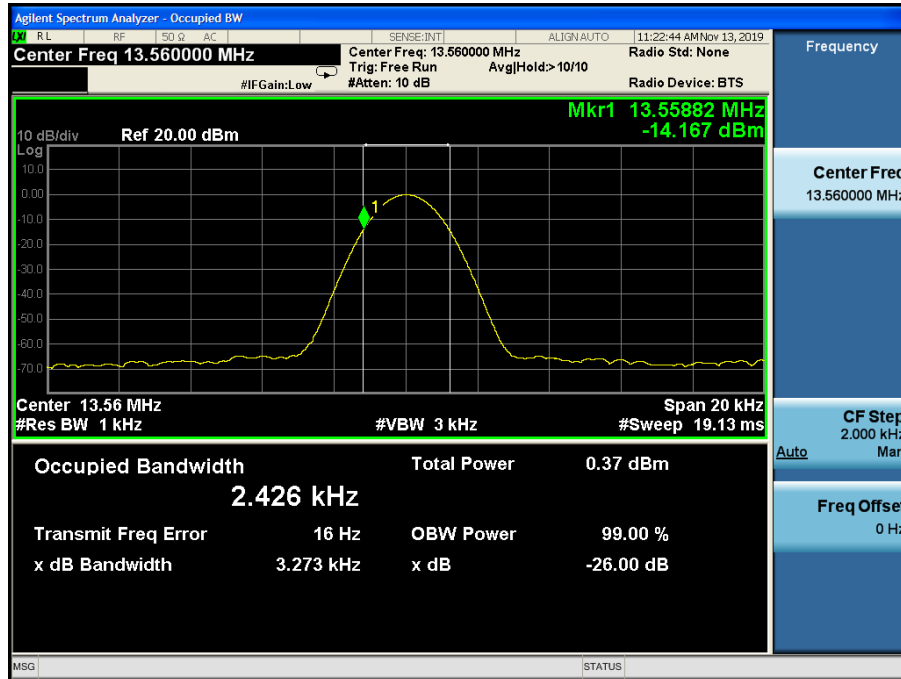 Agilent Spectrum Analyzer - Occupied BW
LXI RL RF 50 Ω AC SENSE:INT ALIGN AUTO 11:22:44 AM Nov 13, 2019
Center Freq 13.560000 MHz
Center Freq: 13.560000 MHz
Radio Std: None
Trig: Free Run Avg|Hold:>10/10
#IFGain:Low
#Atten: 10 dB
Radio Device: BTS
Mkr1 13.55882 MHz
-14.167 dBm
10 dB/div Ref 20.00 dBm
Log
10.0
0.00
-10.0
-20.0
-30.0
-40.0
-50.0
-60.0
-70.0
1
Center 13.56 MHz Span 20 kHz
#Res BW 1 kHz #VBW 3 kHz #Sweep 19.13 ms
Occupied Bandwidth Total Power 0.37 dBm
2.426 kHz
Transmit Freq Error 16 Hz OBW Power 99.00 %
x dB Bandwidth 3.273 kHz x dB -26.00 dB
MSG STATUS
Frequency
Center Freq
13.560000 MHz
CF Step
2.000 kHz
Auto Man
Freq Offset
0 Hz